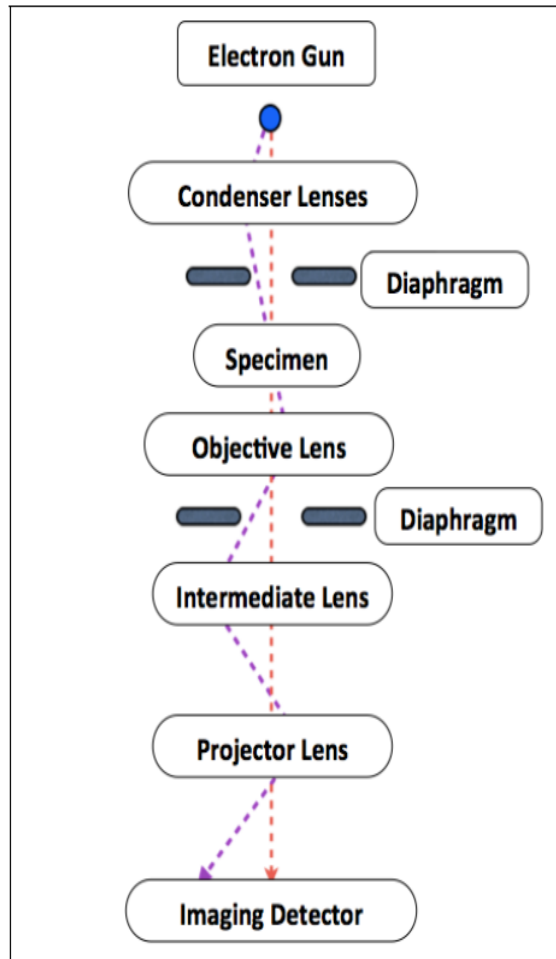 Electron Gun
Condenser Lenses
Diaphragm
Specimen
Objective Lens
Diaphragm
Intermediate Lens
Projector Lens
Imaging Detector